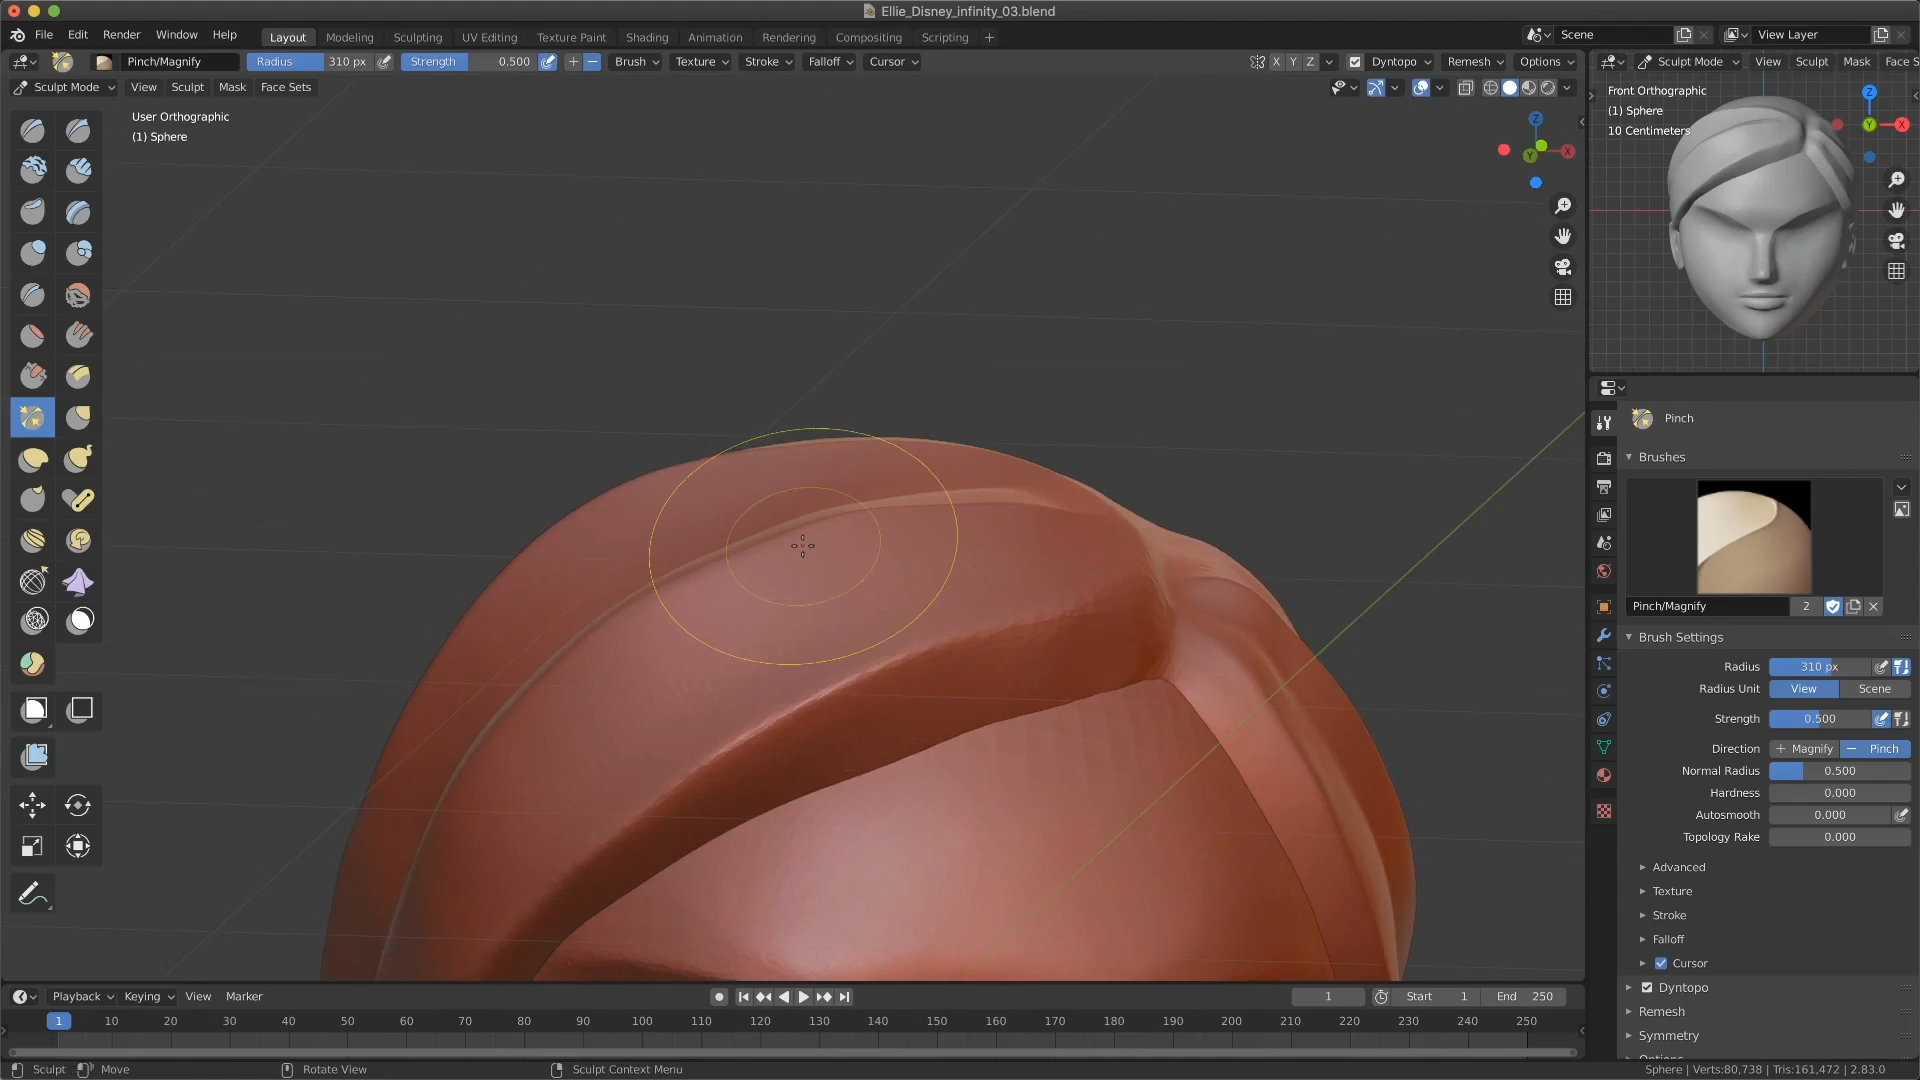 Ellie_Disney_infinity_03.blend
File Edit Render Window Help Layout Modeling Sculpting UV Editing Texture Paint Shading Animation Rendering Compositing Scripting + Scene View Layer
Pinch/Magnify Radius 310 px Strength 0.500 Brush Texture Stroke Falloff Cursor X Y Z Dyntopo Remesh Options Sculpt Mode View Sculpt Mask Face S
Sculpt Mode View Sculpt Mask Face Sets
User Orthographic
(1) Sphere
Z
X
Y
Front Orthographic
(1) Sphere
10 Centimeters
Z
Y
X
Pinch
Brushes
Pinch/Magnify 2
Brush Settings
Radius 310 px
Radius Unit View Scene
Strength 0.500
Direction + Magnify − Pinch
Normal Radius 0.500
Hardness 0.000
Autosmooth 0.000
Topology Rake 0.000
Advanced
Texture
Stroke
Falloff
Cursor
Dyntopo
Remesh
Symmetry
Options
Playback Keying View Marker 1 Start 1 End 250
1 10 20 30 40 50 60 70 80 90 100 110 120 130 140 150 160 170 180 190 200 210 220 230 240 250
Sculpt Move Rotate View Sculpt Context Menu Sphere | Verts:80,738 | Tris:161,472 | 2.83.0